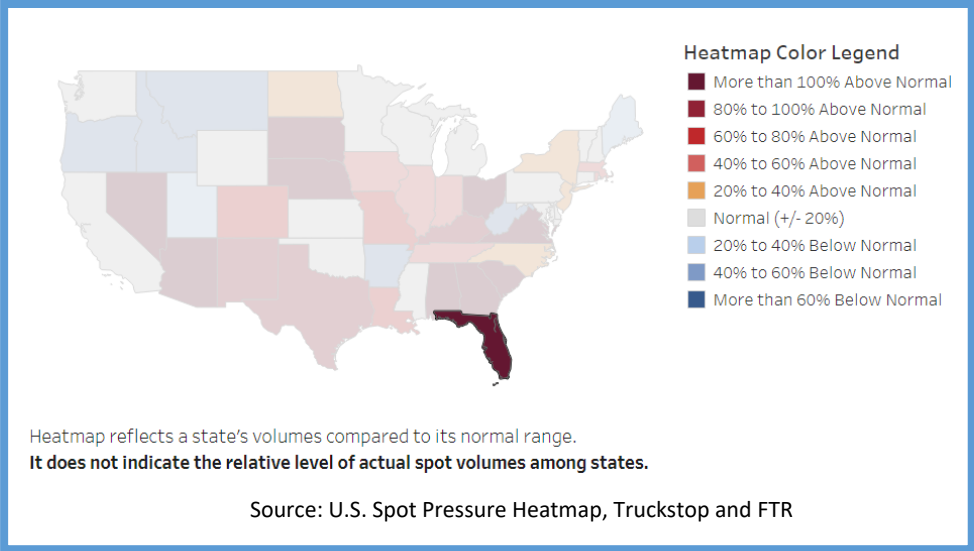 Heatmap Color Legend
More than 100% Above Normal
80% to 100% Above Normal
60% to 80% Above Normal
40% to 60% Above Normal
20% to 40% Above Normal
Normal (+/- 20%)
20% to 40% Below Normal
40% to 60% Below Normal
More than 60% Below Normal
Heatmap reflects a state's volumes compared to its normal range.
It does not indicate the relative level of actual spot volumes among states.
Source: U.S. Spot Pressure Heatmap, Truckstop and FTR